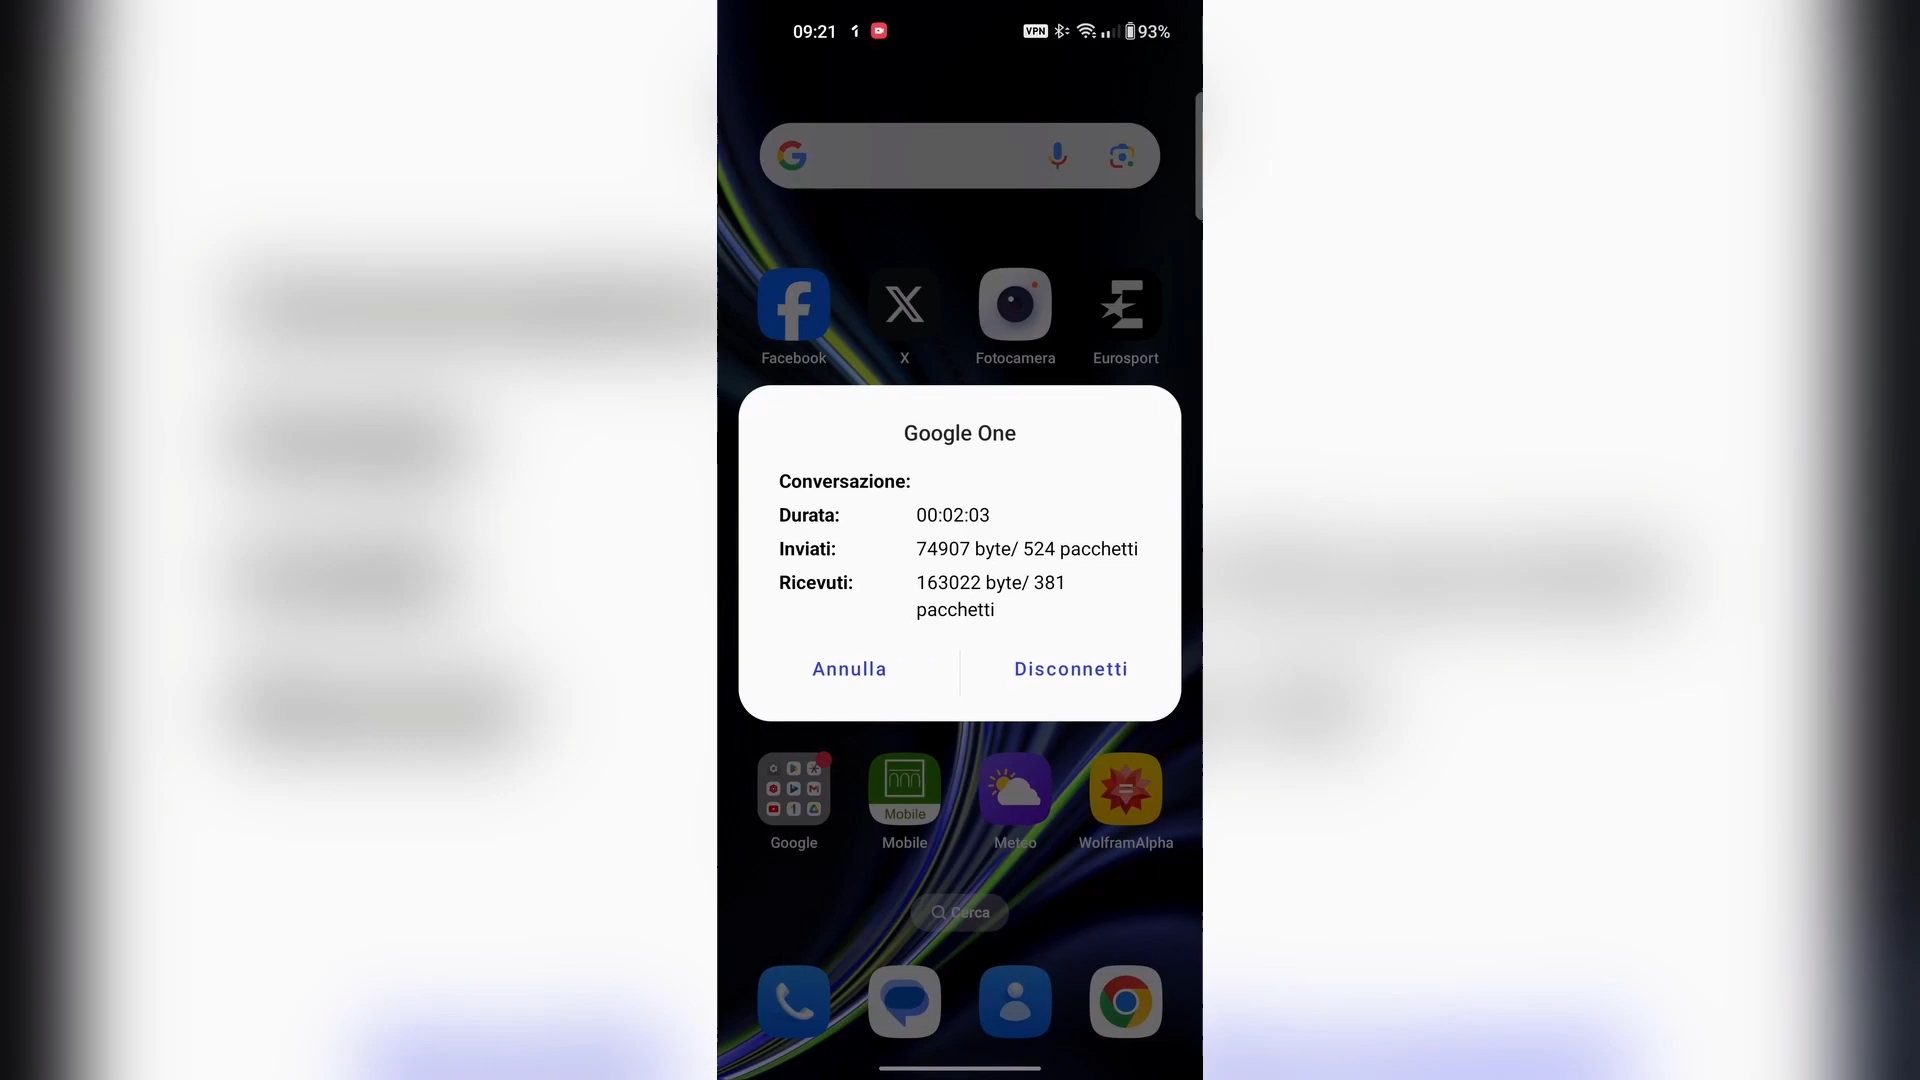 09:21 1 VPN 93%
Facebook X Fotocamera Eurosport
Google One
Conversazione:
Durata: 00:02:03
Inviati: 74907 byte/ 524 pacchetti
Ricevuti: 163022 byte/ 381
pacchetti
Annulla Disconnetti
Mobile
Google Mobile Meteo WolframAlpha
Cerca